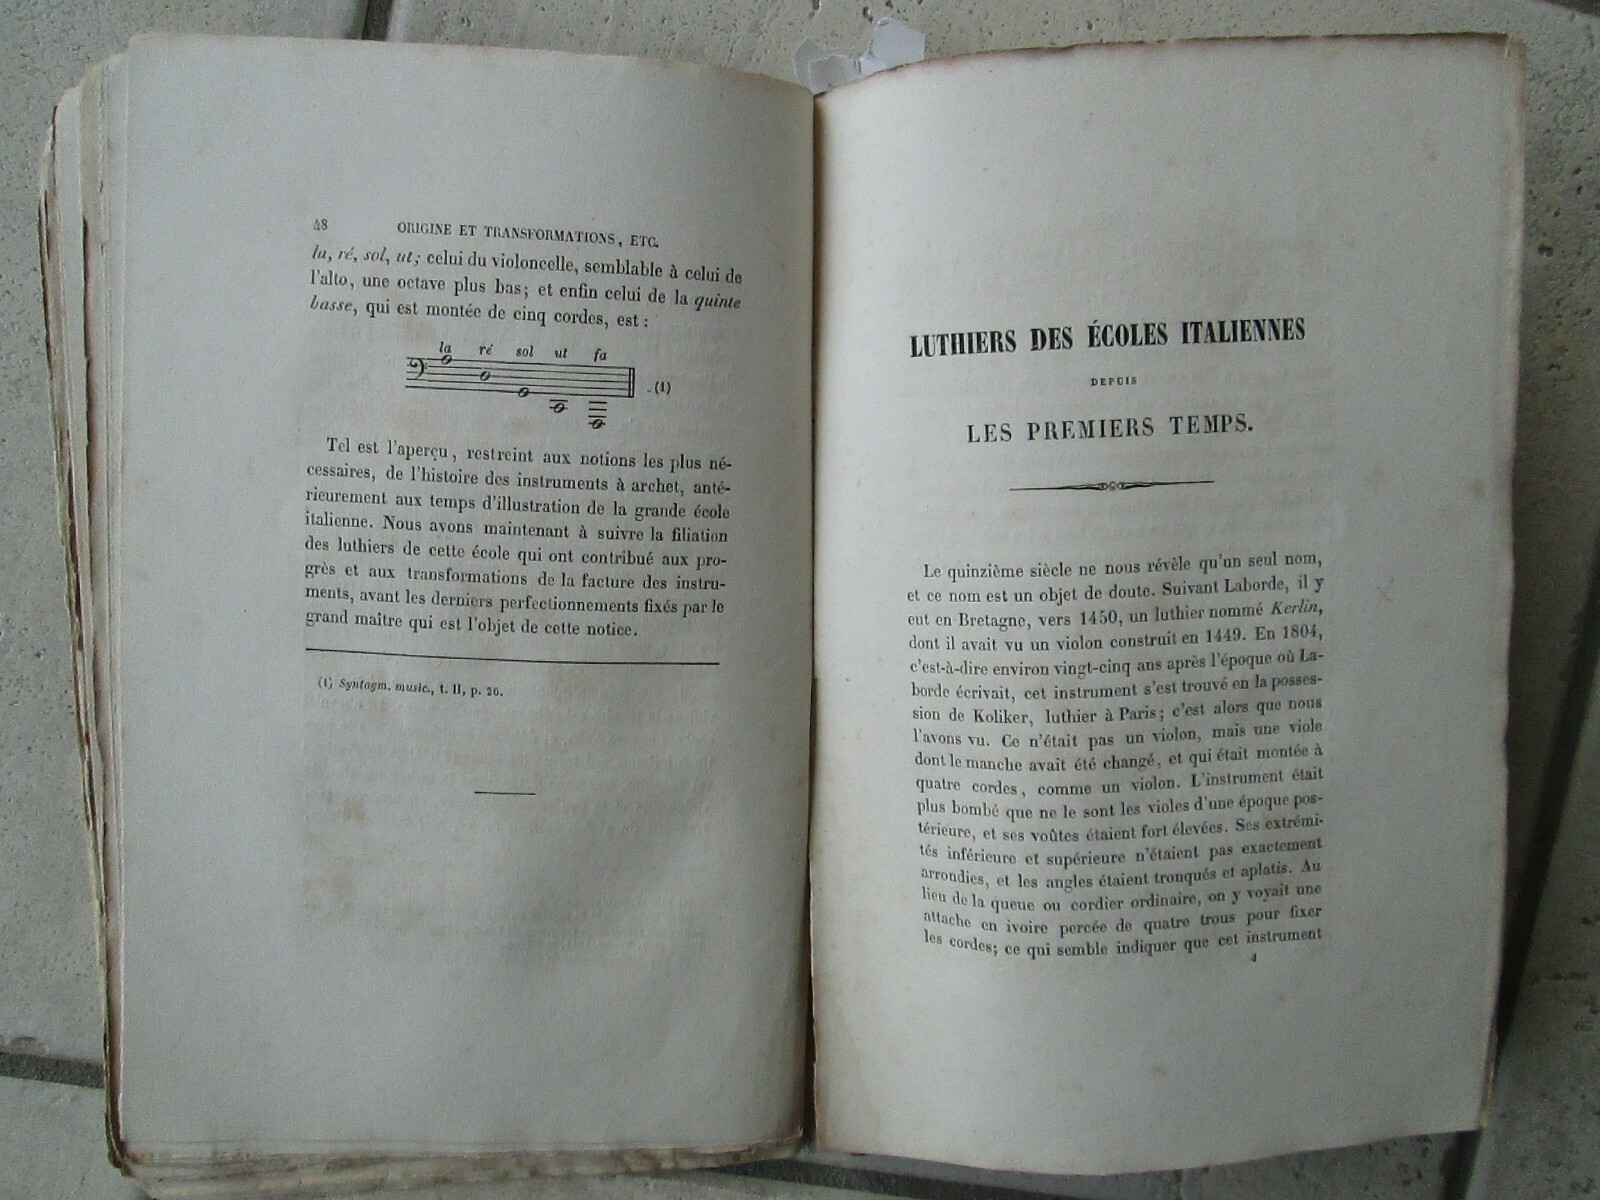 48 ORIGINE ET TRANSFORMATIONS, ETC.
la, ré, sol, ut; celui du violoncelle, semblable à celui de
l'alto, une octave plus bas; et enfin celui de la quinte
basse, qui est montée de cinq cordes, est :
la ré sol ut fa
(1)
Tel est l'aperçu, restreint aux notions les plus né-
cessaires, de l'histoire des instruments à archet, anté-
rieurement aux temps d'illustration de la grande école
italienne. Nous avons maintenant à suivre la filiation
des luthiers de cette école qui ont contribué aux pro-
grès et aux transformations de la facture des instru-
ments, avant les derniers perfectionnements fixés par le
grand maître qui est l'objet de cette notice.
(1) Syntagm. music., t. II, p. 26.
LUTHIERS DES ÉCOLES ITALIENNES
DEPUIS
LES PREMIERS TEMPS.
Le quinzième siècle ne nous révèle qu'un seul nom,
et ce nom est un objet de doute. Suivant Laborde, il y
eut en Bretagne, vers 1450, un luthier nommé Kerlin,
dont il avait vu un violon construit en 1449. En 1804,
c'est-à-dire environ vingt-cinq ans après l'époque où La-
borde écrivait, cet instrument s'est trouvé en la posses-
sion de Koliker, luthier à Paris; c'est alors que nous
l'avons vu. Ce n'était pas un violon, mais une viole
dont le manche avait été changé, et qui était montée à
quatre cordes, comme un violon. L'instrument était
plus bombé que ne le sont les violes d'une époque pos-
térieure, et ses voûtes étaient fort élevées. Ses extrémi-
tés inférieure et supérieure n'étaient pas exactement
arrondies, et les angles étaient tronqués et aplatis. Au
lieu de la queue ou cordier ordinaire, on y voyait une
attache en ivoire percée de quatre trous pour fixer
les cordes; ce qui semble indiquer que cet instrument
4